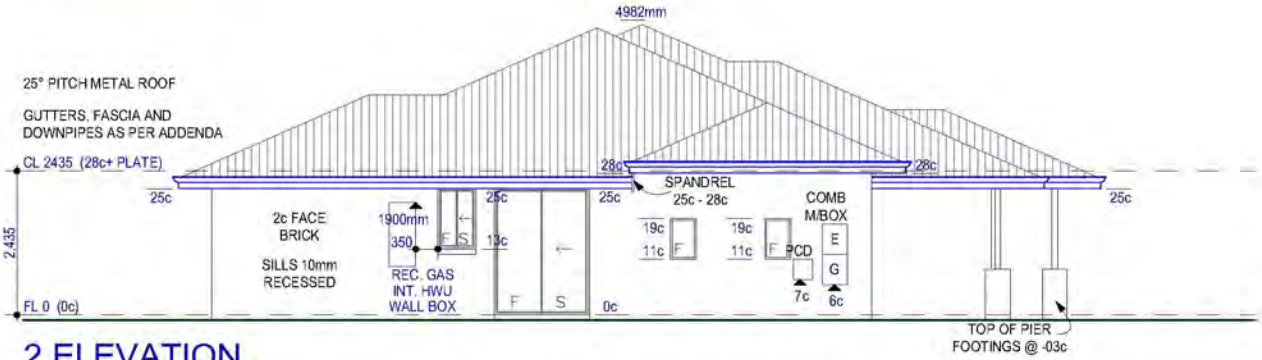 4982mm
25° PITCH METAL ROOF
GUTTERS, FASCIA AND
DOWNPIPES AS PER ADDENDA
CL 2435 (28c+ PLATE)
28c
28c
SPANDREL
25c - 28c
25c
25c
25c
25c
2,435
2c FACE
BRICK
SILLS 10mm
RECESSED
1900mm
350
F S
13c
REC. GAS
INT. HWU
WALL BOX
F
S
19c
11c
F
19c
11c
F
COMB
M/BOX
E
G
PCD
7c
6c
FL 0 (0c)
0c
TOP OF PIER
FOOTINGS @ -03c
2 ELEVATION